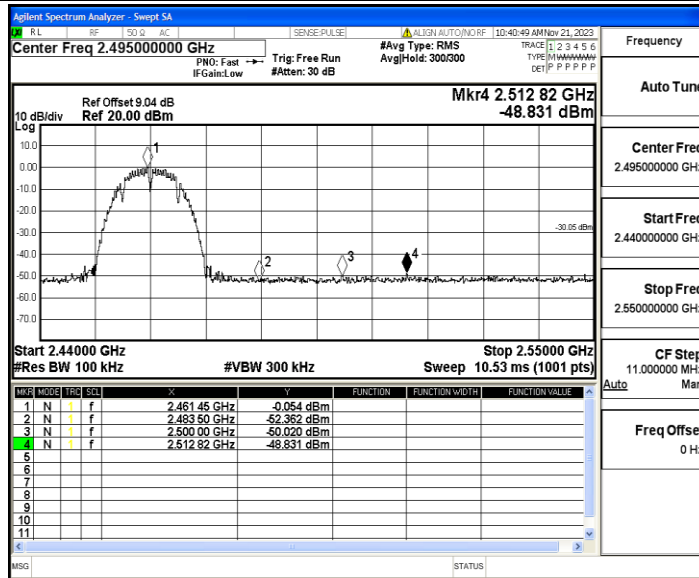 Agilent Spectrum Analyzer - Swept SA
RL RF 50 Ω AC SENSE:PULSE ALIGN AUTO/NO RF 10:40:49 AM Nov 21, 2023
Center Freq 2.495000000 GHz
#Avg Type: RMS
TRACE 1 2 3 4 5 6
PNO: Fast Trig: Free Run Avg|Hold: 300/300
IFGain:Low #Atten: 30 dB
DET P P P P P P
Ref Offset 9.04 dB
Mkr4 2.512 82 GHz
10 dB/div Ref 20.00 dBm
-48.831 dBm
Log
10.0
0.00
-10.0
-20.0
-30.0
-40.0
-50.0
-60.0
-70.0
1
2
3
4
-30.05 dBm
Start 2.44000 GHz Stop 2.55000 GHz
#Res BW 100 kHz #VBW 300 kHz Sweep 10.53 ms (1001 pts)
MKR MODE TRC SCL X Y FUNCTION FUNCTION WIDTH FUNCTION VALUE
1 N 1 f 2.461 45 GHz -0.054 dBm
2 N 1 f 2.483 50 GHz -52.362 dBm
3 N 1 f 2.500 00 GHz -50.020 dBm
4 N 1 f 2.512 82 GHz -48.831 dBm
5
6
7
8
9
10
11
MSG STATUS
Frequency
Auto Tune
Center Freq
2.495000000 GHz
Start Freq
2.440000000 GHz
Stop Freq
2.550000000 GHz
CF Step
11.000000 MHz
Auto Man
Freq Offset
0 Hz